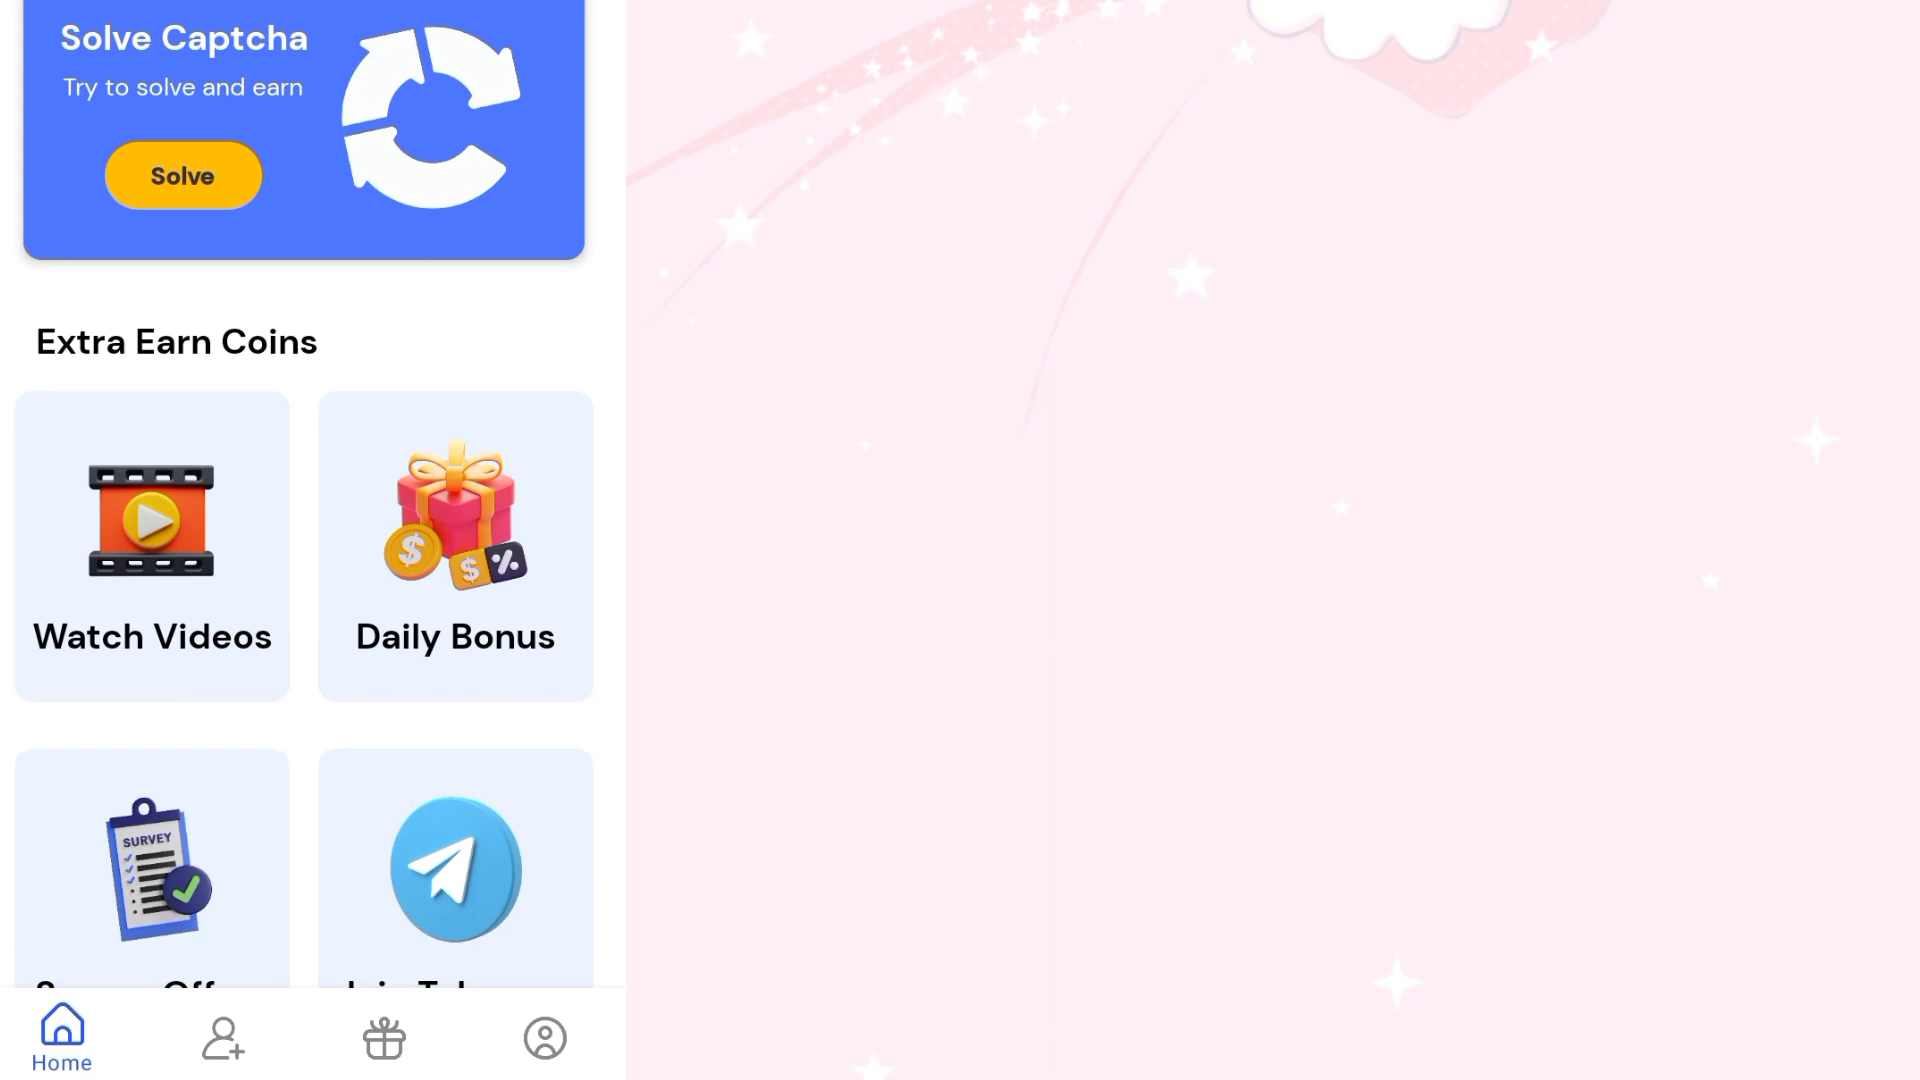 Solve Captcha
Try to solve and earn
Solve
Extra Earn Coins
Watch Videos
Daily Bonus
SURVEY
Home